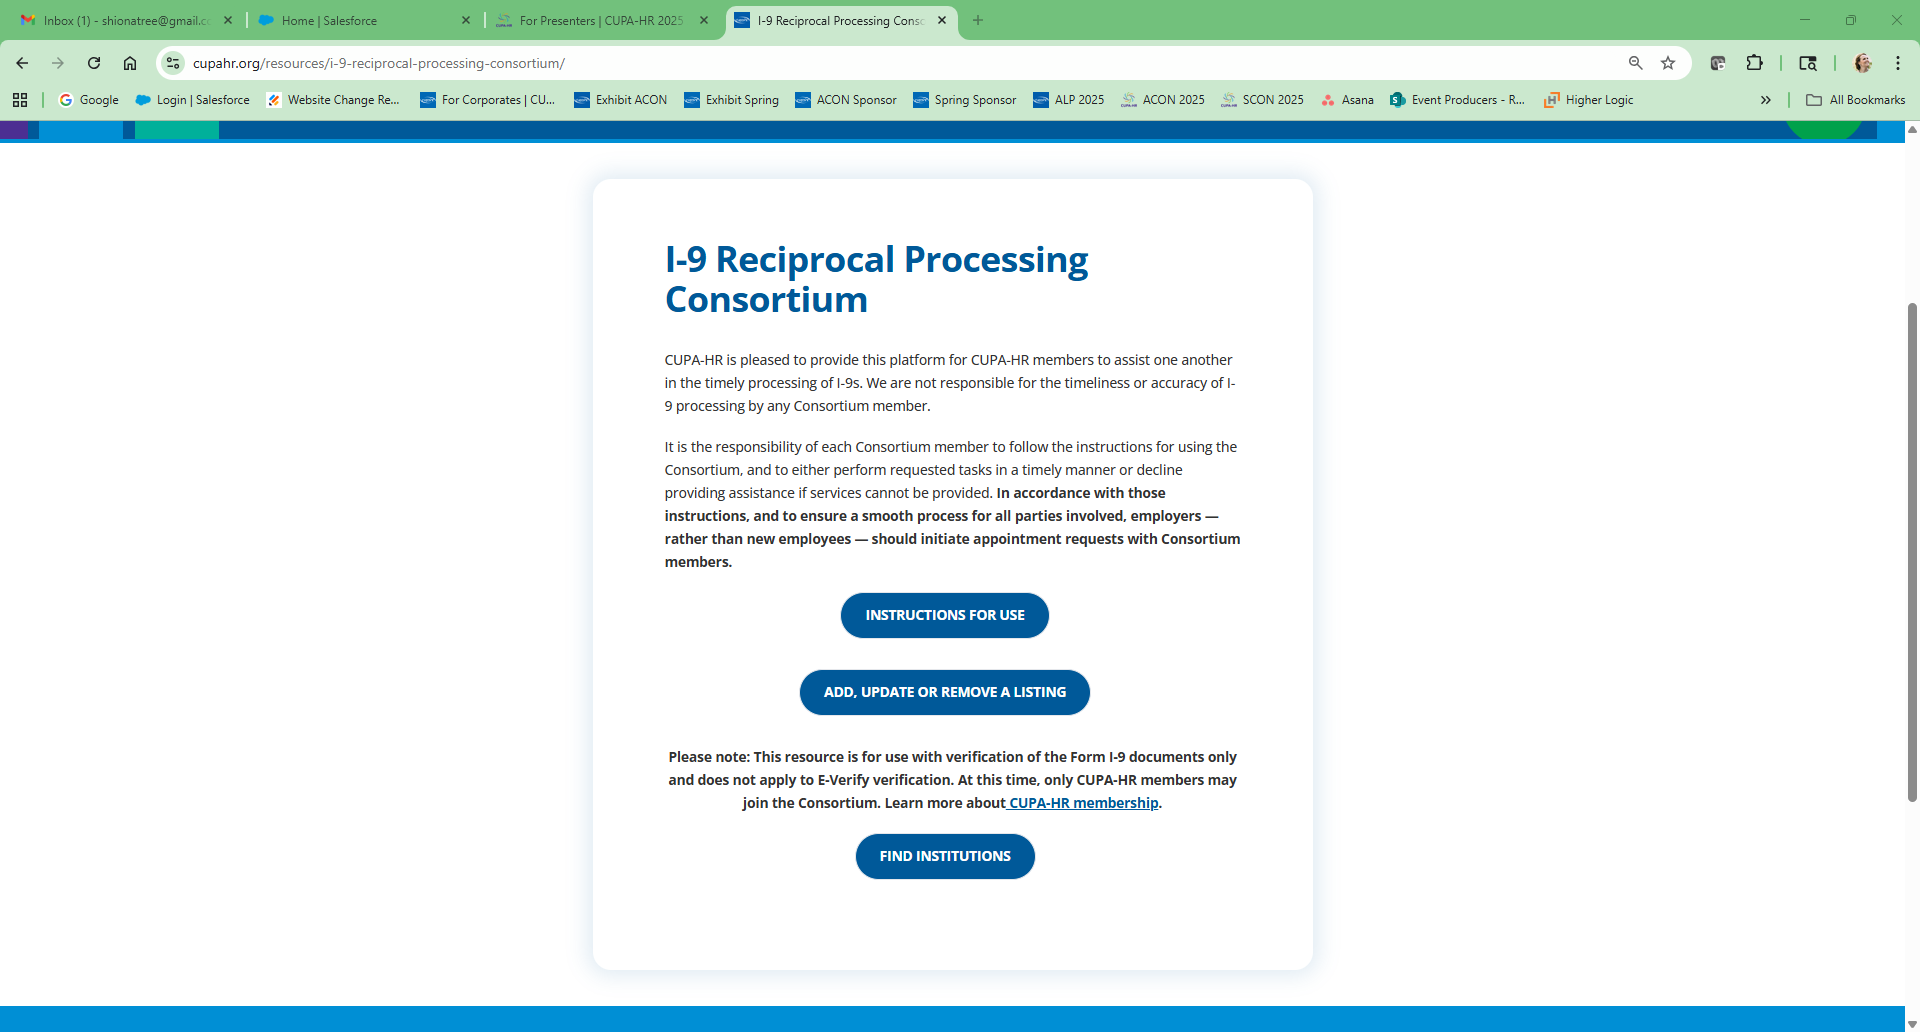 Inbox (1) - shionatree@gmail.c
Home | Salesforce
For Presenters | CUPA-HR 2025
I-9 Reciprocal Processing Cons
cupahr.org/resources/i-9-reciprocal-processing-consortium/
Google
Login | Salesforce
Website Change Re...
For Corporates | CU...
Exhibit ACON
Exhibit Spring
ACON Sponsor
Spring Sponsor
ALP 2025
ACON 2025
SCON 2025
Asana
Event Producers - R...
Higher Logic
All Bookmarks
I-9 Reciprocal Processing
Consortium
CUPA-HR is pleased to provide this platform for CUPA-HR members to assist one another
in the timely processing of I-9s. We are not responsible for the timeliness or accuracy of I-
9 processing by any Consortium member.
It is the responsibility of each Consortium member to follow the instructions for using the
Consortium, and to either perform requested tasks in a timely manner or decline
providing assistance if services cannot be provided. In accordance with those
instructions, and to ensure a smooth process for all parties involved, employers —
rather than new employees — should initiate appointment requests with Consortium
members.
INSTRUCTIONS FOR USE
ADD, UPDATE OR REMOVE A LISTING
Please note: This resource is for use with verification of the Form I-9 documents only
and does not apply to E-Verify verification. At this time, only CUPA-HR members may
join the Consortium. Learn more about CUPA-HR membership.
FIND INSTITUTIONS